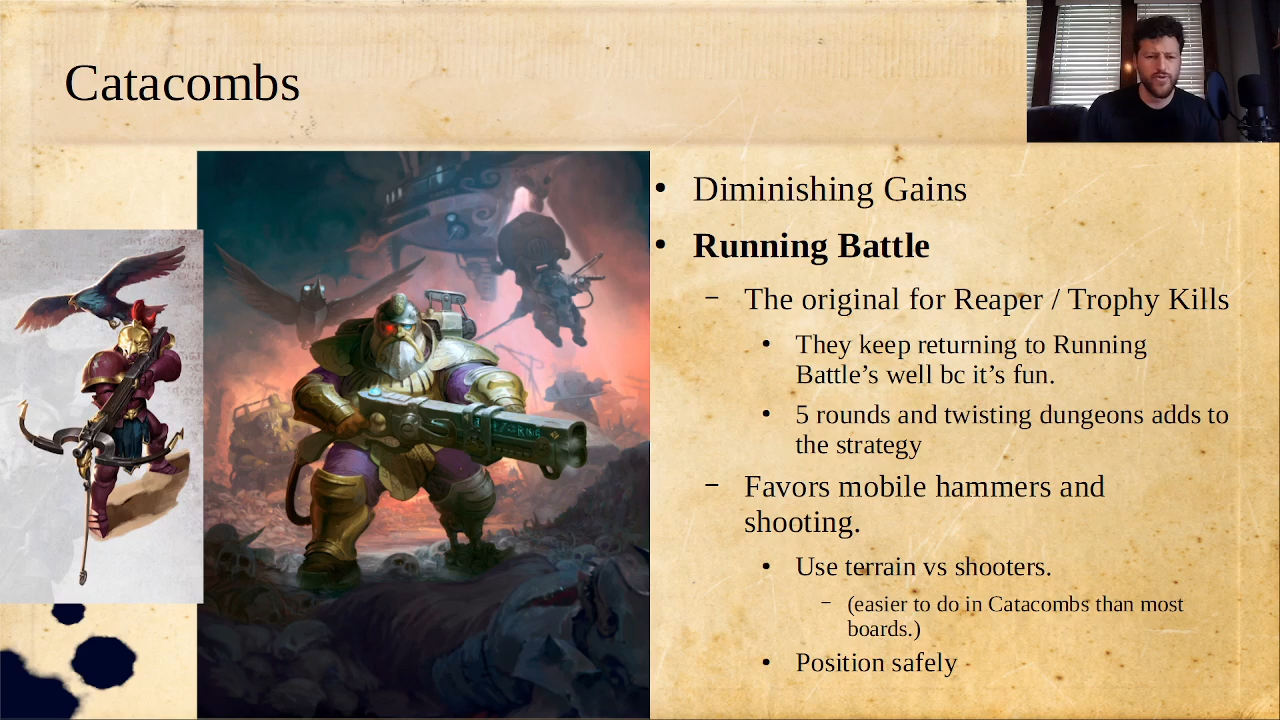 Catacombs
• Diminishing Gains
• Running Battle
– The original for Reaper / Trophy Kills
• They keep returning to Running
Battle’s well bc it’s fun.
• 5 rounds and twisting dungeons adds to
the strategy
– Favors mobile hammers and
shooting.
• Use terrain vs shooters.
– (easier to do in Catacombs than most
boards.)
• Position safely